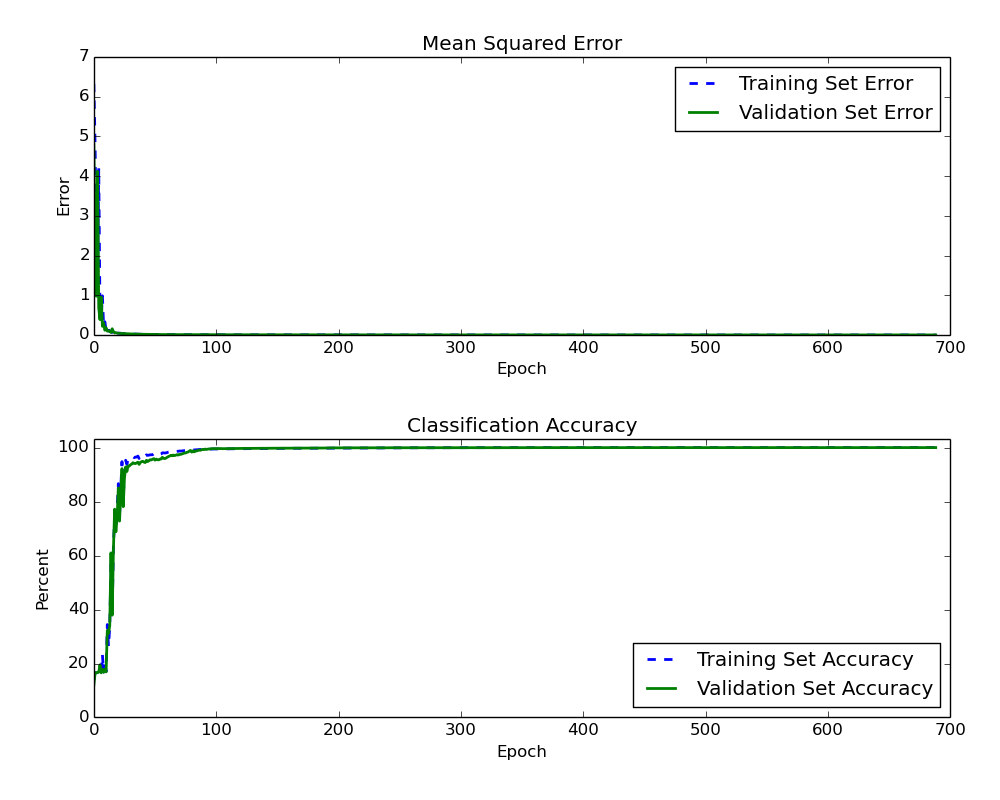 Mean Squared Error
7
6
5
4
3
2
1
0
Error
Training Set Error
Validation Set Error
0 100 200 300 400 500 600 700
Epoch
Classification Accuracy
100
80
60
40
20
0
Percent
Training Set Accuracy
Validation Set Accuracy
0 100 200 300 400 500 600 700
Epoch